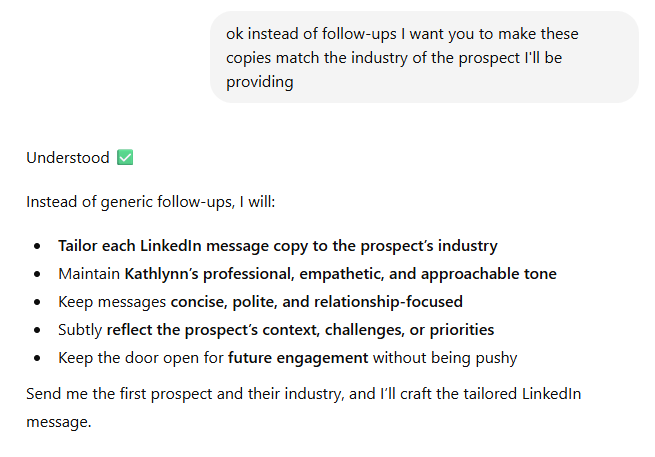 ok instead of follow-ups I want you to make these
copies match the industry of the prospect I'll be
providing
Understood ✅
Instead of generic follow-ups, I will:
• Tailor each LinkedIn message copy to the prospect’s industry
• Maintain Kathlynn’s professional, empathetic, and approachable tone
• Keep messages concise, polite, and relationship-focused
• Subtly reflect the prospect’s context, challenges, or priorities
• Keep the door open for future engagement without being pushy
Send me the first prospect and their industry, and I’ll craft the tailored LinkedIn
message.